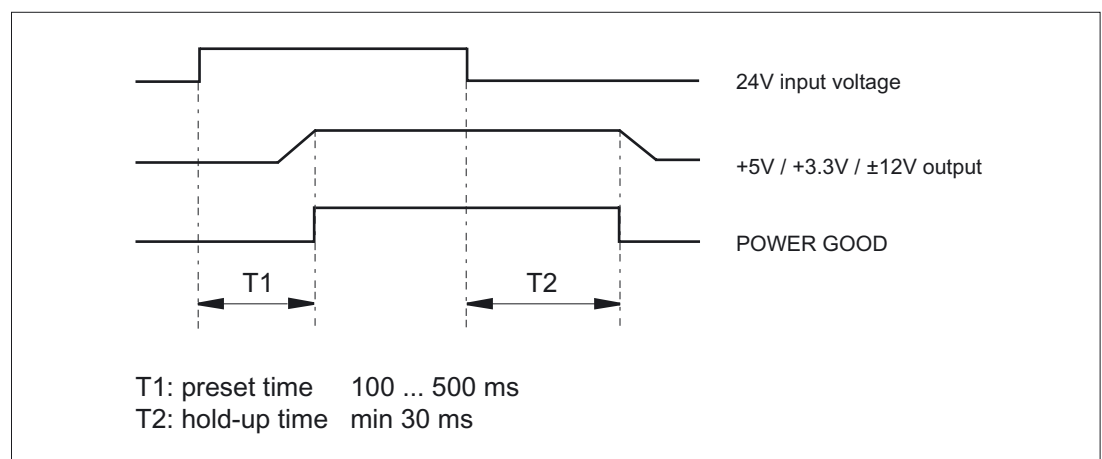 24V input voltage
+5V / +3.3V / ±12V output
POWER GOOD
T1 T2
T1: preset time 100 ... 500 ms
T2: hold-up time min 30 ms